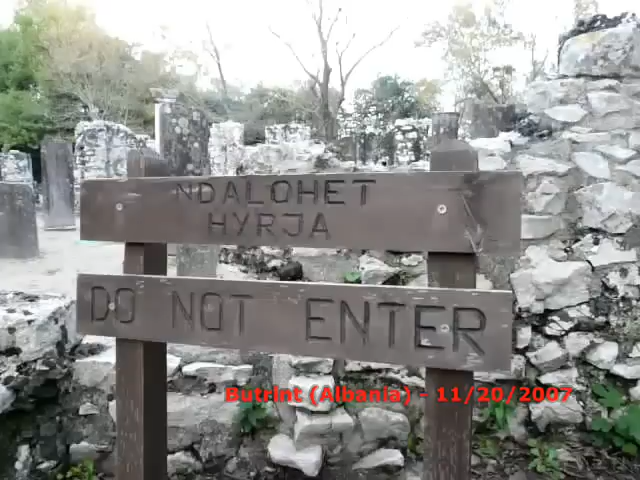 NDALOHET
HYRJA
DO NOT ENTER
Butrint (Albania) - 11/20/2007